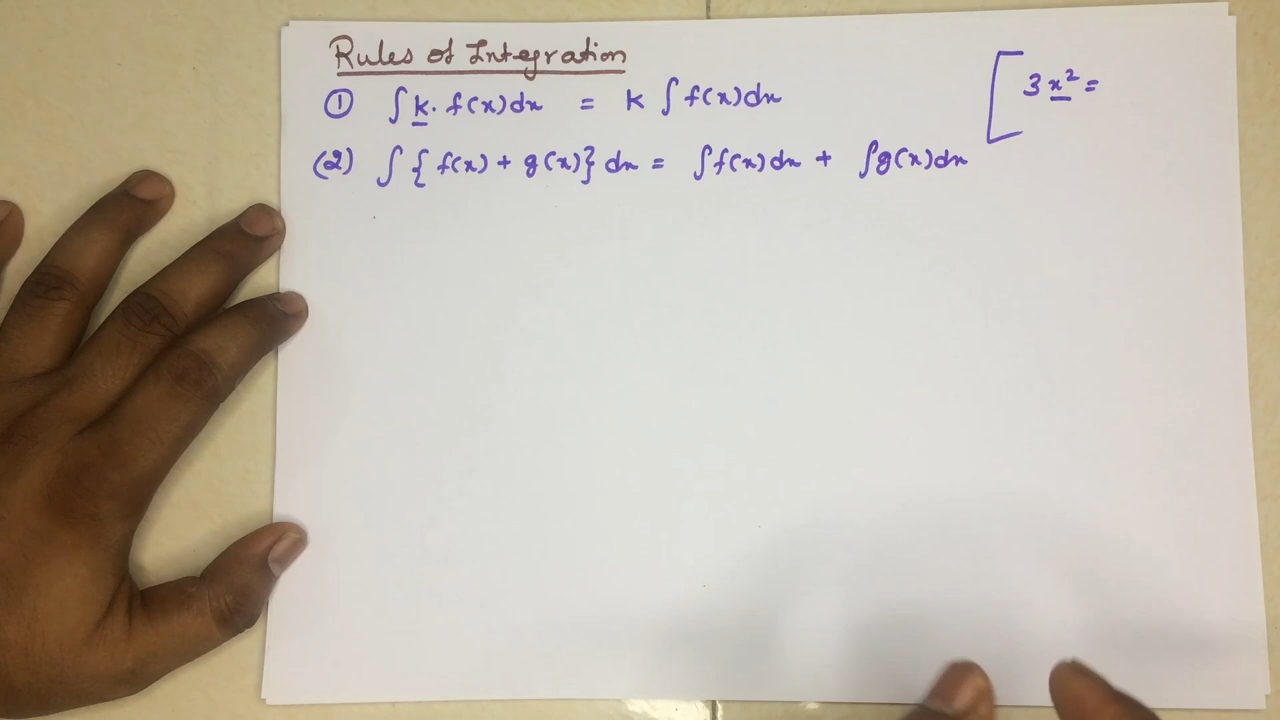 Rules of Integration
① ∫ k. f(x)dx = k ∫ f(x)dx
(2) ∫ { f(x) + g(x)} dx = ∫f(x)dx + ∫g(x)dx
[ 3x² =